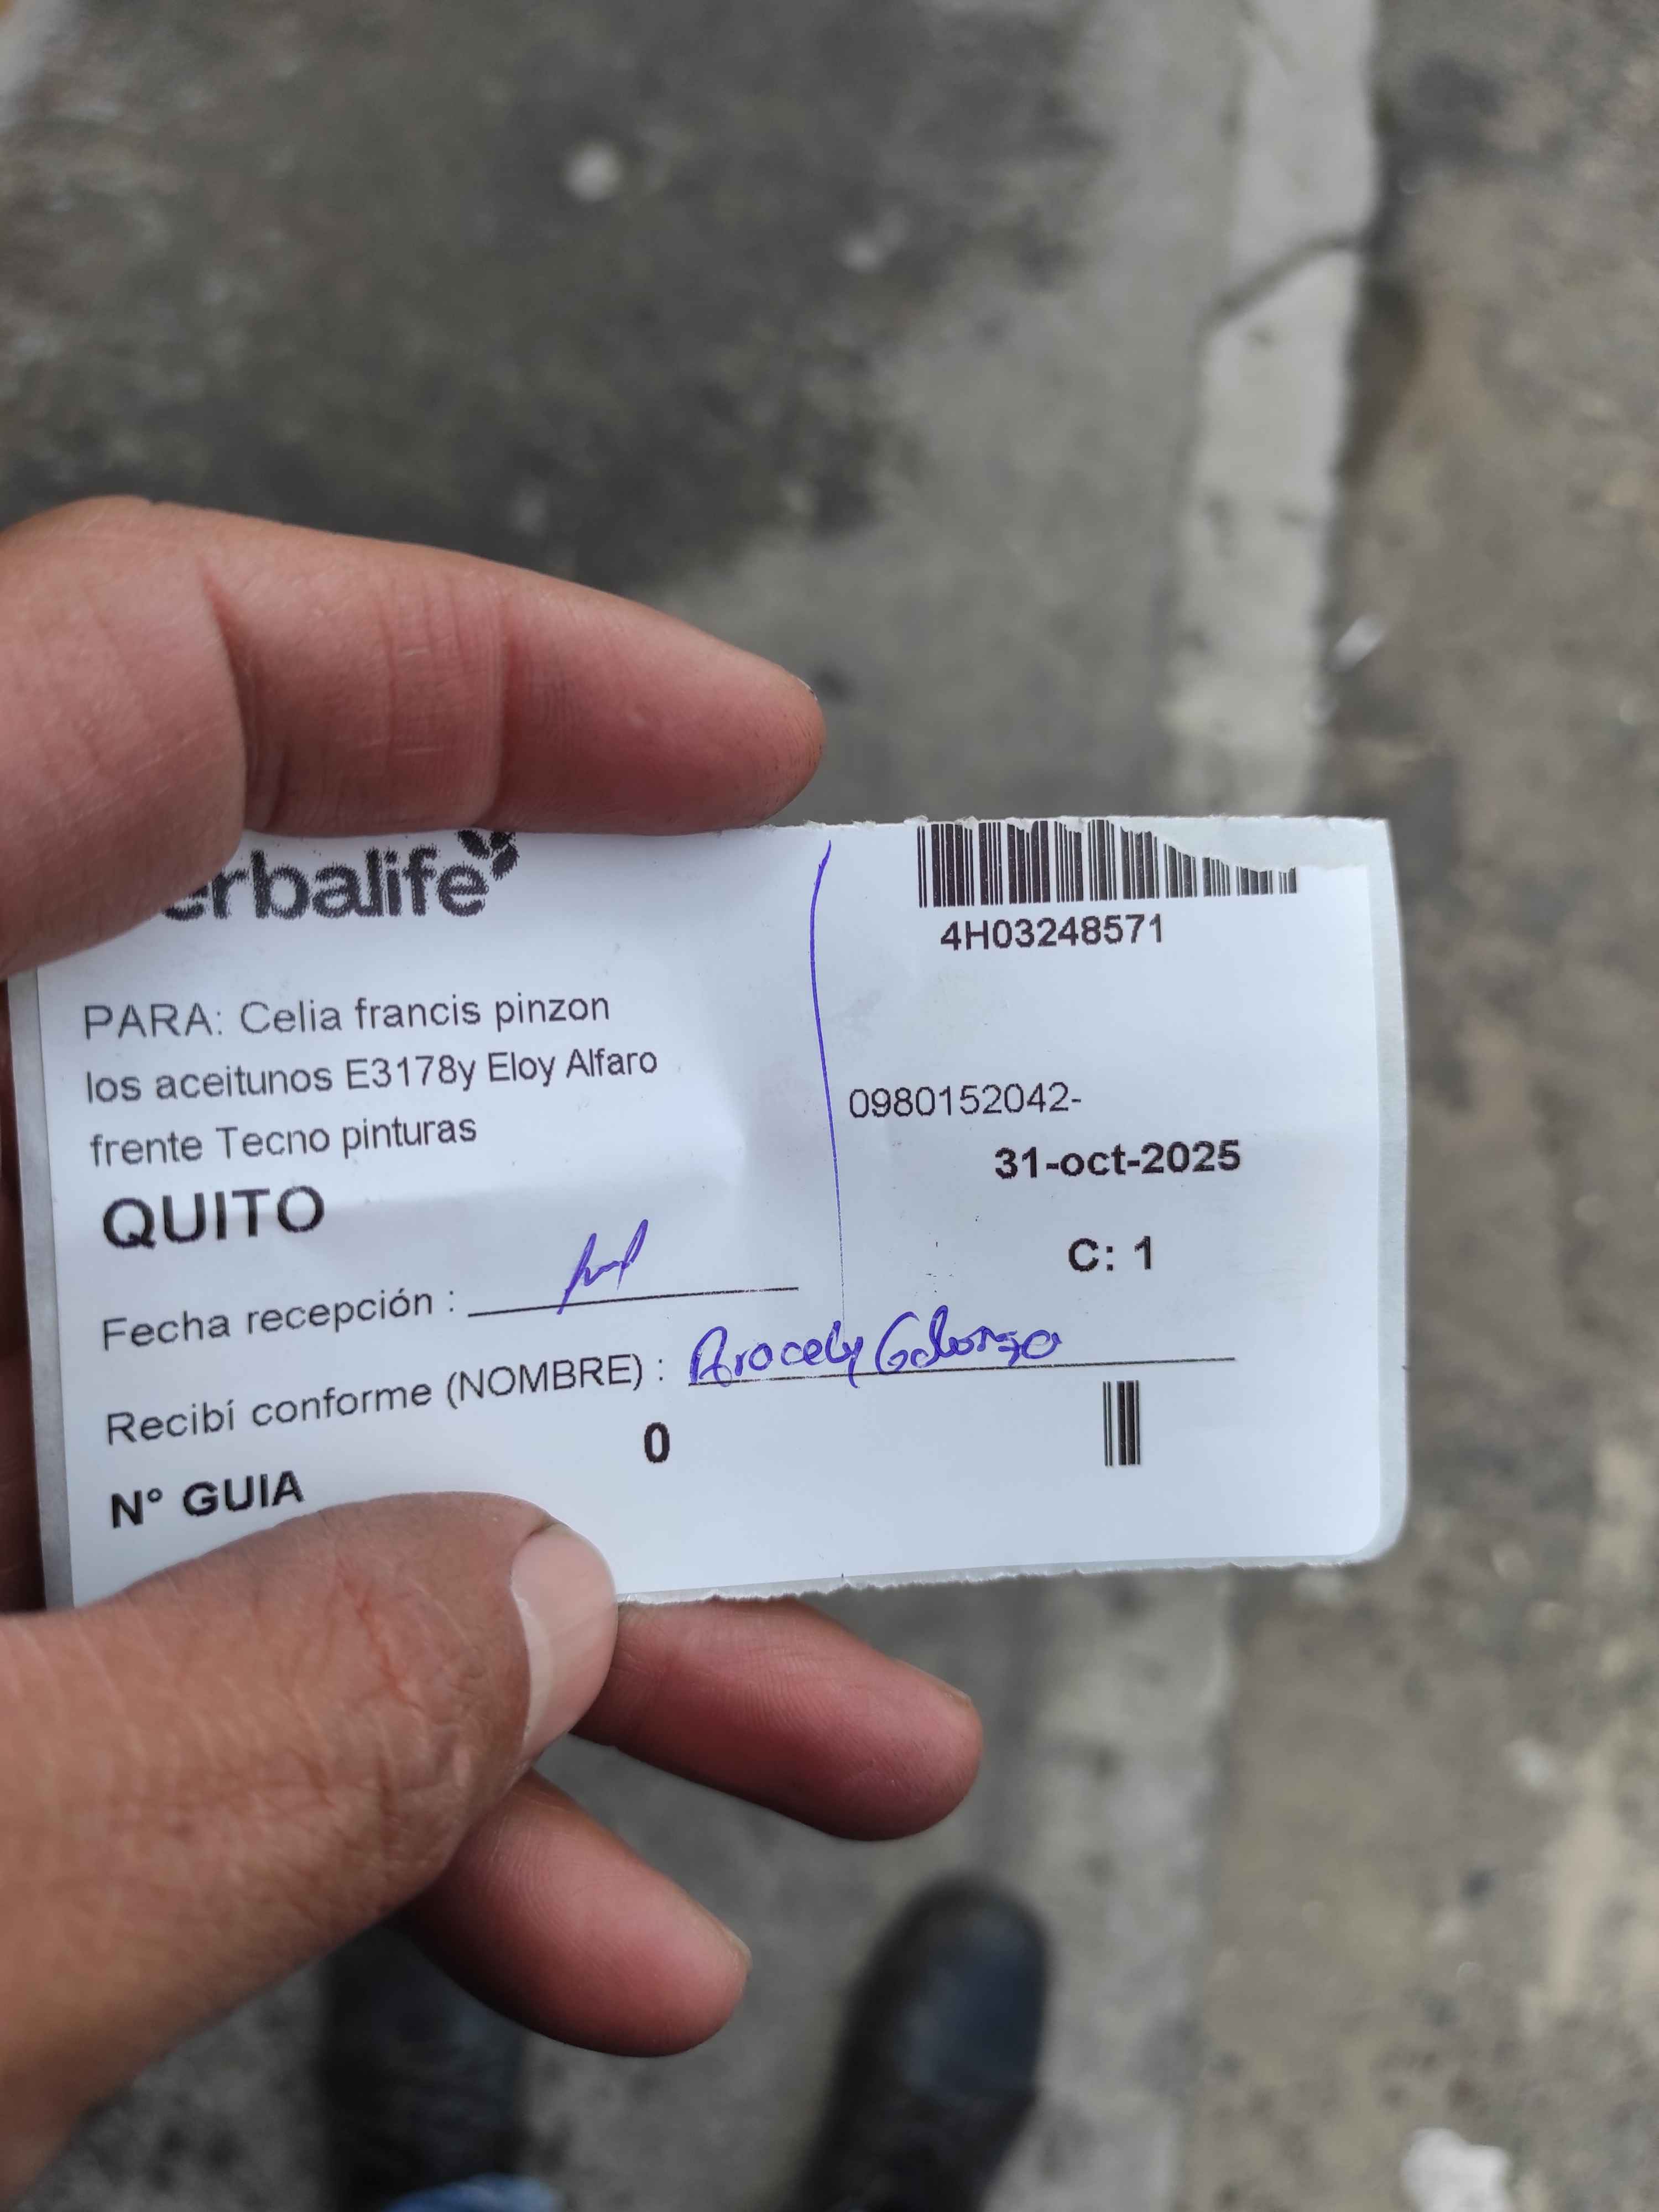 erbalife
4H03248571
PARA: Celia francis pinzon
los aceitunos E3178y Eloy Alfaro
frente Tecno pinturas
0980152042-
QUITO
31-oct-2025
C: 1
Fecha recepción :
Recibí conforme (NOMBRE) : Aracely
0
N° GUIA